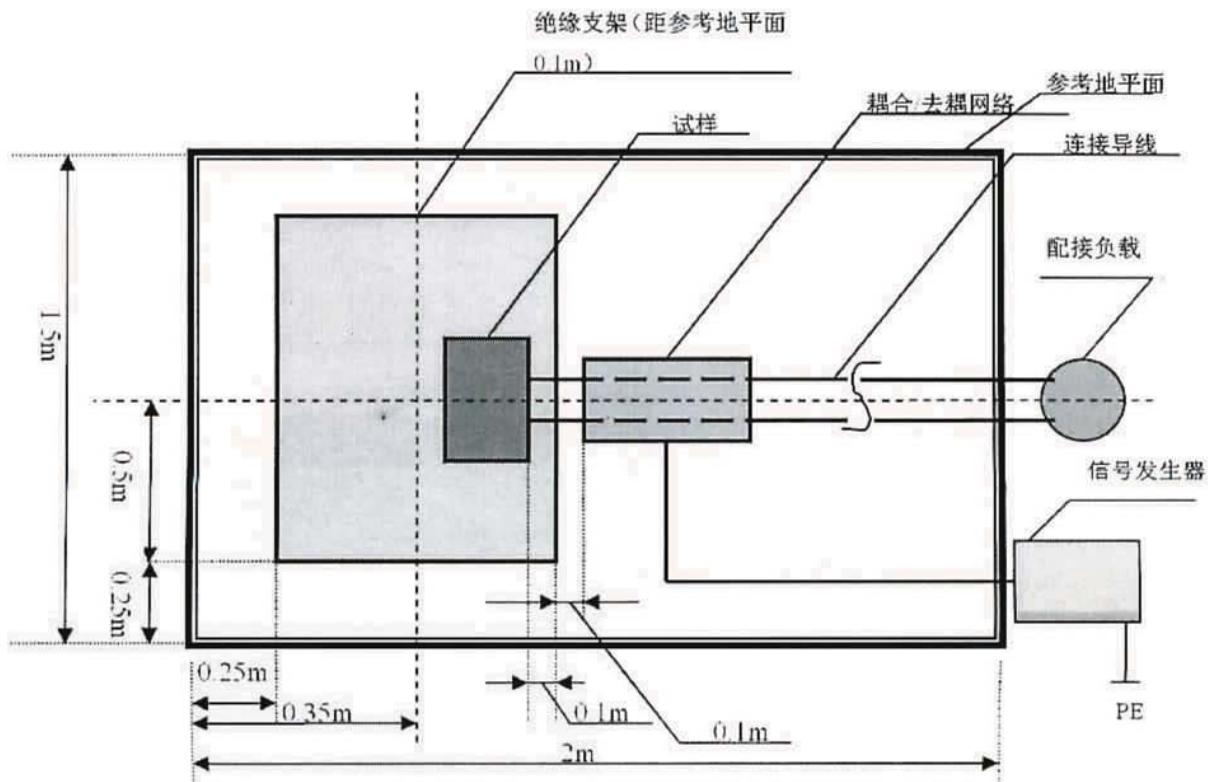 绝缘支架(距参考地平面
0.1m)
试样
耦合/去耦网络
参考地平面
连接导线
配接负载
信号发生器
PE
1.5m
0.5m
0.25m
0.25m
0.35m
0.1m
0.1m
2m